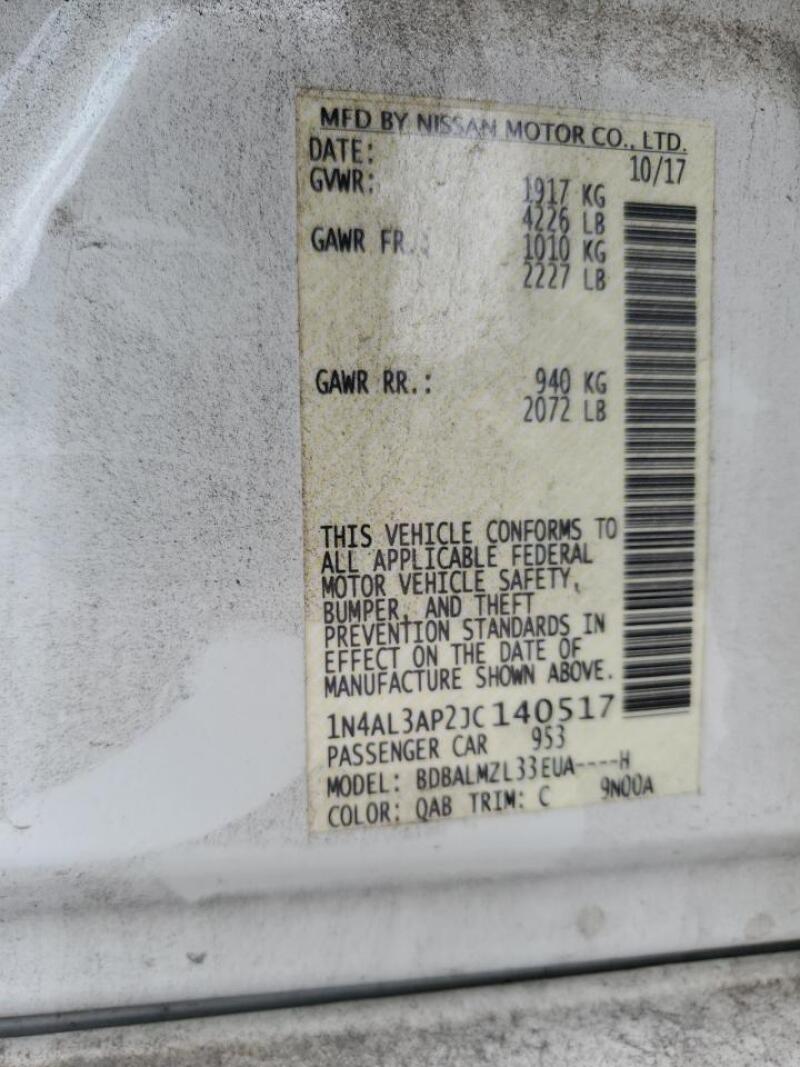 MFD BY NISSAN MOTOR CO., LTD.
DATE: 10/17
GVWR: 1917 KG
4226 LB
GAWR FR.: 1010 KG
2227 LB
GAWR RR.: 940 KG
2072 LB
THIS VEHICLE CONFORMS TO
ALL APPLICABLE FEDERAL
MOTOR VEHICLE SAFETY,
BUMPER, AND THEFT
PREVENTION STANDARDS IN
EFFECT ON THE DATE OF
MANUFACTURE SHOWN ABOVE.
1N4AL3AP2JC140517
PASSENGER CAR 953
MODEL: BDBALMZL33EUA----H
COLOR: QAB TRIM: C 9N00A